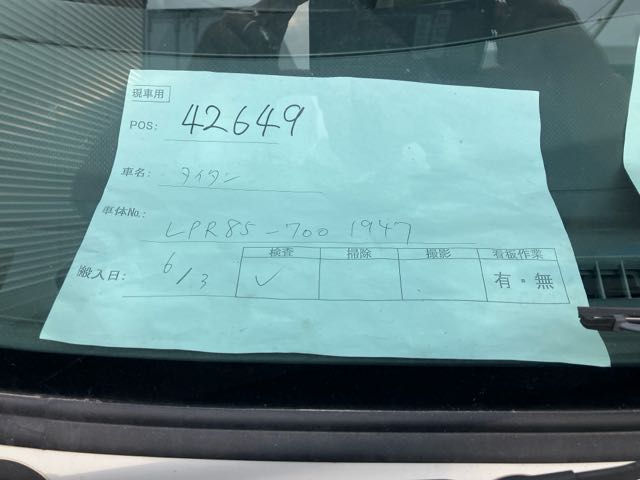 現車用
POS: 42649
車名: タイタン
車体No.: LPR85-700 1947
搬入日: 6/3
検査 掃除 撮影 看板作業
✓ 有・無